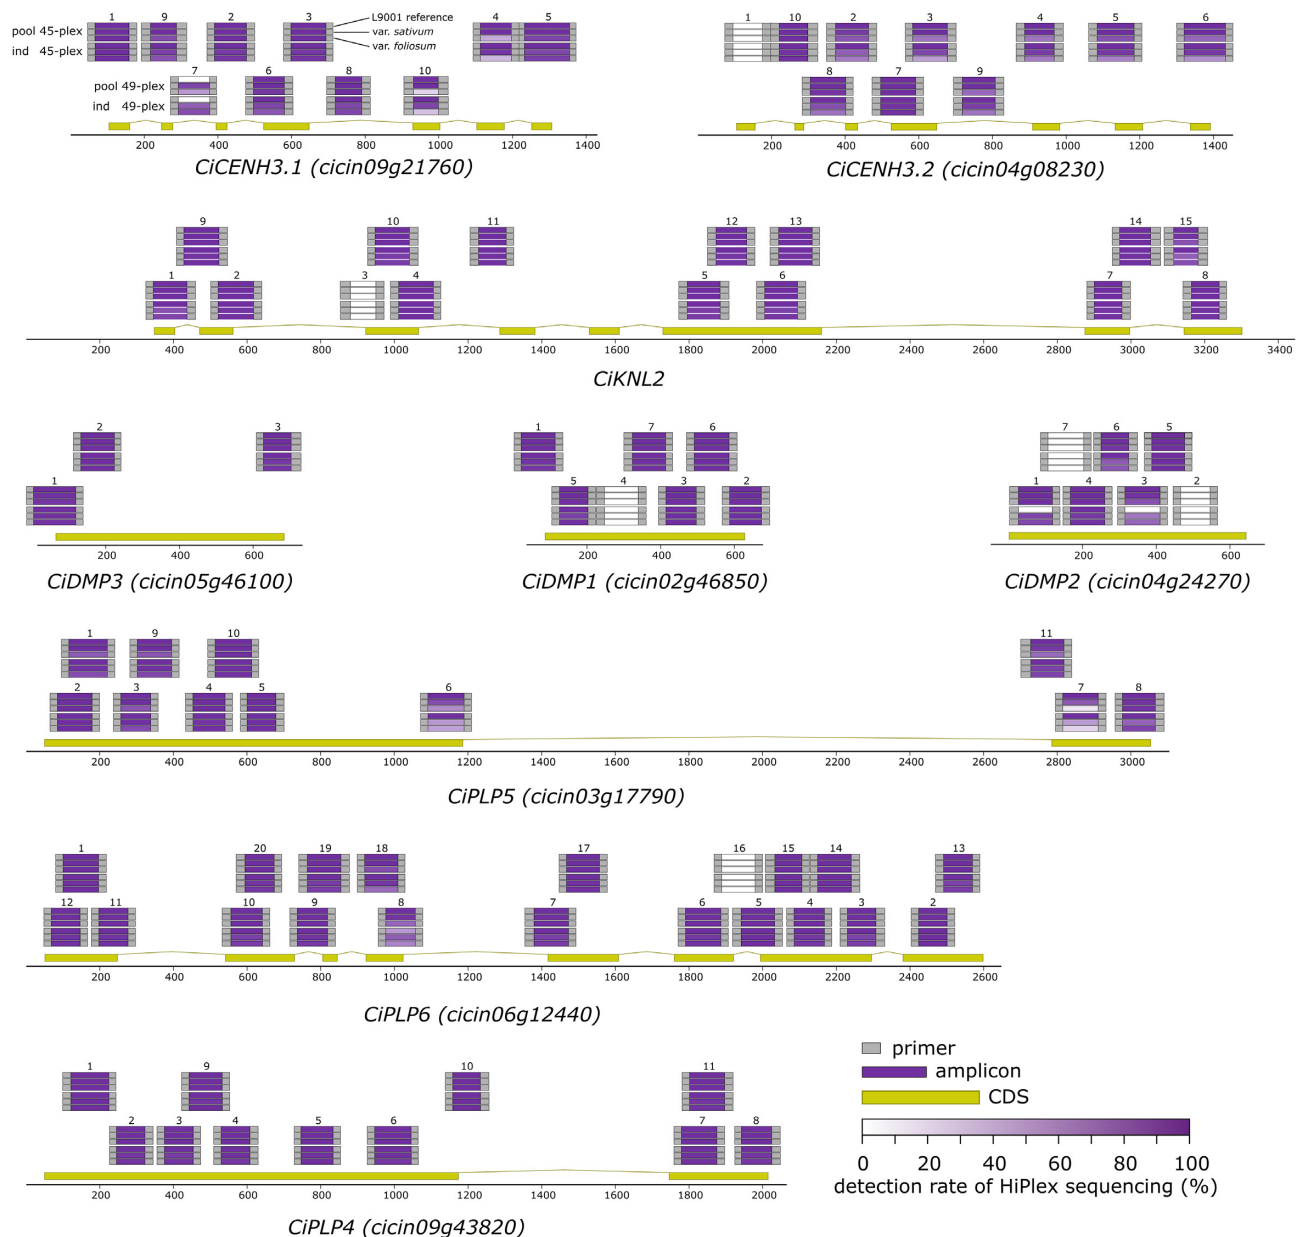 1 9 2 3 L9001 reference 4 5
pool 45-plex var. sativum
ind 45-plex var. foliosum
7 6 8 10
pool 49-plex
ind 49-plex
200 400 600 800 1000 1200 1400
CiCENH3.1 (cicin09g21760)
1 10 2 3 4 5 6
8 7 9
200 400 600 800 1000 1200 1400
CiCENH3.2 (cicin04g08230)
9 10 11 12 13 14 15
1 2 3 4 5 6 7 8
200 400 600 800 1000 1200 1400 1600 1800 2000 2200 2400 2600 2800 3000 3200 3400
CiKNL2
2 3
1
200 400 600
CiDMP3 (cicin05g46100)
1 7 6
5 4 3 2
200 400 600
CiDMP1 (cicin02g46850)
7 6 5
1 4 3 2
200 400 600
CiDMP2 (cicin04g24270)
1 9 10 11
2 3 4 5 6 7 8
200 400 600 800 1000 1200 1400 1600 1800 2000 2200 2400 2600 2800 3000
CiPLP5 (cicin03g17790)
1 20 19 18 17 16 15 14 13
12 11 10 9 8 7 6 5 4 3 2
200 400 600 800 1000 1200 1400 1600 1800 2000 2200 2400 2600
CiPLP6 (cicin06g12440)
1 9 10 11
2 3 4 5 6 7 8
200 400 600 800 1000 1200 1400 1600 1800 2000
CiPLP4 (cicin09g43820)
primer
amplicon
CDS
0 20 40 60 80 100
detection rate of HiPlex sequencing (%)